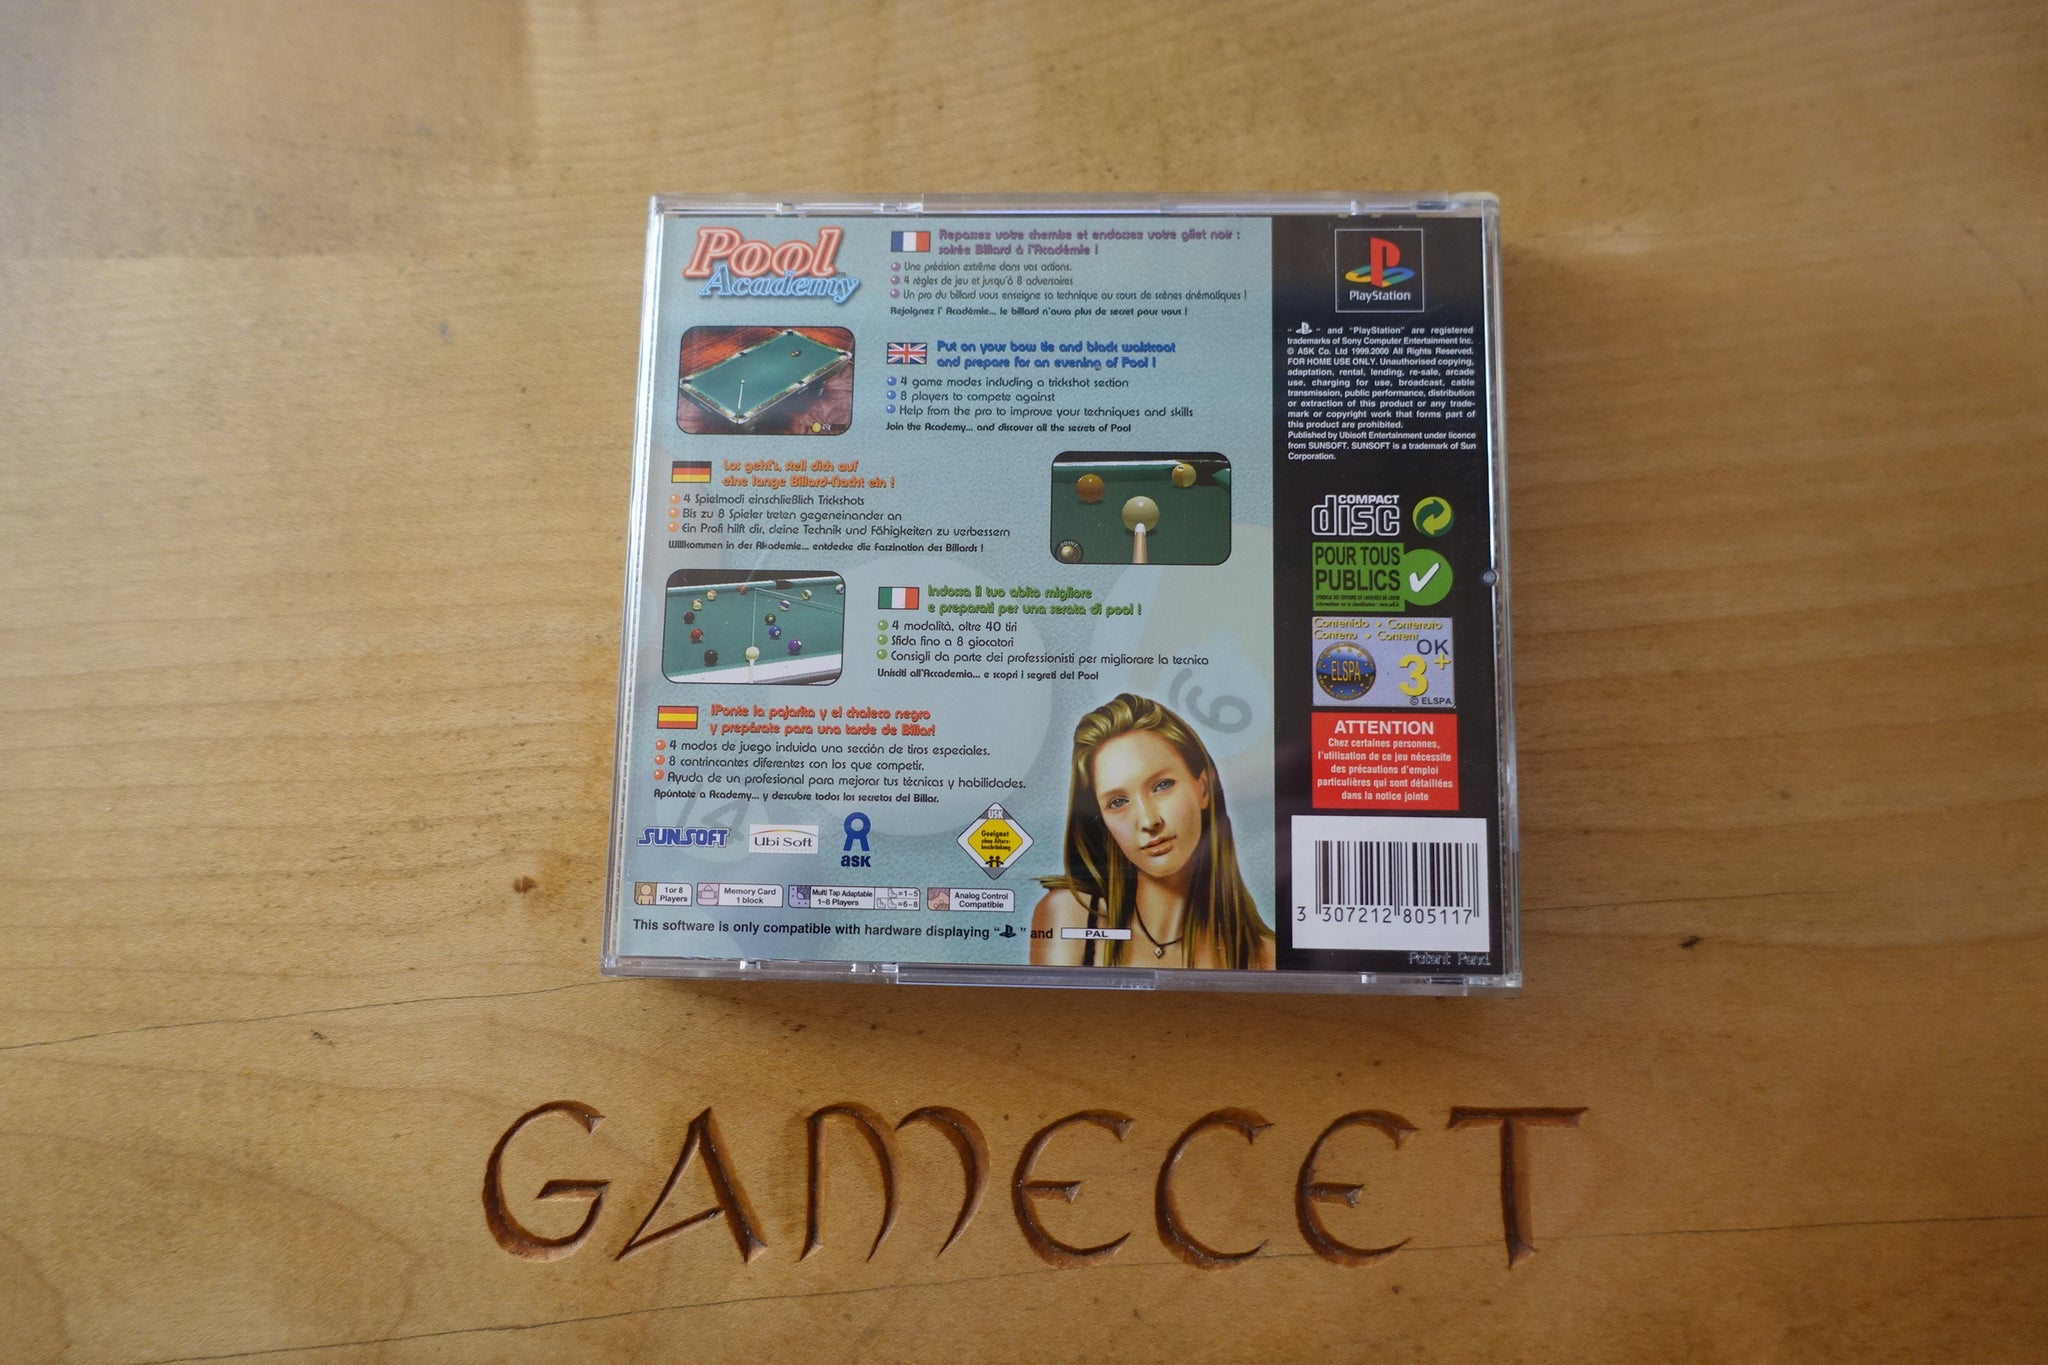 Pool
Academy
Repassez votre chemise et endossez votre gilet noir :
soirée Billard à l'Académie !
Une précision extrême dans vos actions.
4 règles de jeu et jusqu'à 8 adversaires
Un pro du billard vous enseigne sa technique au cours de scènes cinématiques !
Rejoignez l' Académie... le billard n'aura plus de secret pour vous !
Put on your bow tie and black waistcoat
and prepare for an evening of Pool !
4 game modes including a trickshot section
8 players to compete against
Help from the pro to improve your techniques and skills
Join the Academy... and discover all the secrets of Pool
Los geht's, stell dich auf
eine lange Billard-Nacht ein !
4 Spielmodi einschließlich Trickshots
Bis zu 8 Spieler treten gegeneinander an
Ein Profi hilft dir, deine Technik und Fähigkeiten zu verbessern
Willkommen in der Akademie... entdecke die Faszination des Billards !
POINT
Indossa il tuo abito migliore
e preparati per una serata di pool !
4 modalità, oltre 40 tiri
Sfida fino a 8 giocatori
Consigli da parte dei professionisti per migliorare la tecnica
Unisciti all'Accademia... e scopri i segreti del Pool
¡Ponte la pajarita y el chaleco negro
y prepárate para una tarde de Billar!
4 modos de juego incluida una sección de tiros especiales.
8 contrincantes diferentes con los que competir.
Ayuda de un profesional para mejorar tus técnicas y habilidades.
Apúntate a Academy... y descubre todos los secretos del Billar.
SUNSOFT
Ubi Soft
ask
USK
Geeignet
ohne Alters-
beschränkung
1 or 8
Players
Memory Card
1 block
Multi Tap Adaptable
1-8 Players
=1-5
=6-8
Analog Control
Compatible
This software is only compatible with hardware displaying " " and PAL
PlayStation
" " and "PlayStation" are registered
trademarks of Sony Computer Entertainment Inc.
© ASK Co. Ltd 1999.2000 All Rights Reserved.
FOR HOME USE ONLY. Unauthorised copying,
adaptation, rental, lending, re-sale, arcade
use, charging for use, broadcast, cable
transmission, public performance, distribution
or extraction of this product or any trade-
mark or copyright work that forms part of
this product are prohibited.
Published by Ubisoft Entertainment under licence
from SUNSOFT. SUNSOFT is a trademark of Sun
Corporation.
COMPACT
disc
POUR TOUS
PUBLICS
Contenido • Contenuto
Contenu • Content
OK
ELSPA
3+
© ELSPA
ATTENTION
Chez certaines personnes,
l'utilisation de ce jeu nécessite
des précautions d'emploi
particulières qui sont détaillées
dans la notice jointe
3 307212 805117
Patent Pend.
GAMECET